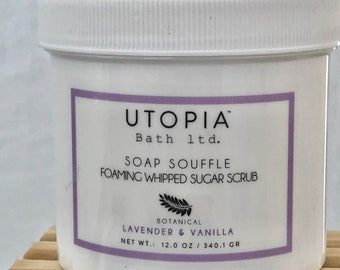 UTOPIA™
Bath ltd.
SOAP SOUFFLE
FOAMING WHIPPED SUGAR SCRUB
BOTANICAL
LAVENDER & VANILLA
NET WT.: 12.0 OZ / 340.1 GR